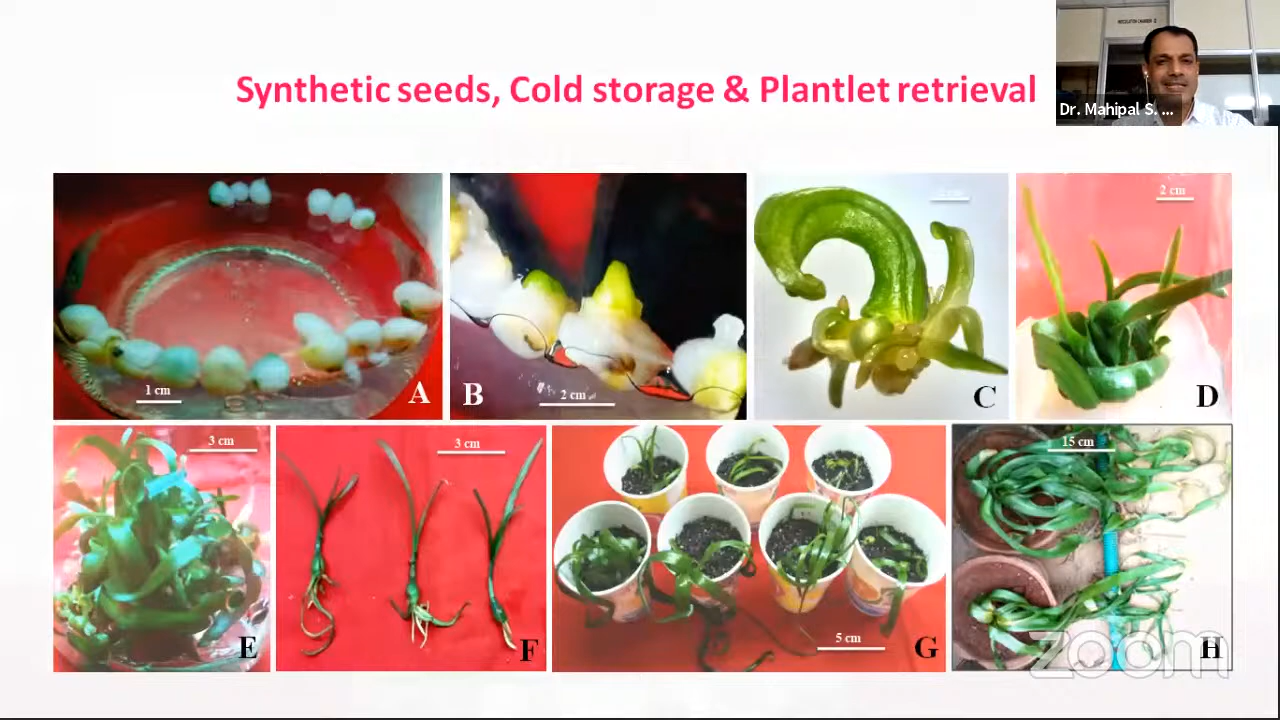 Synthetic seeds, Cold storage & Plantlet retrieval
Dr. Mahipal S. ...
1 cm
A
B
2 cm
C
2 cm
D
3 cm
E
3 cm
F
5 cm
G
15 cm
H
zoom